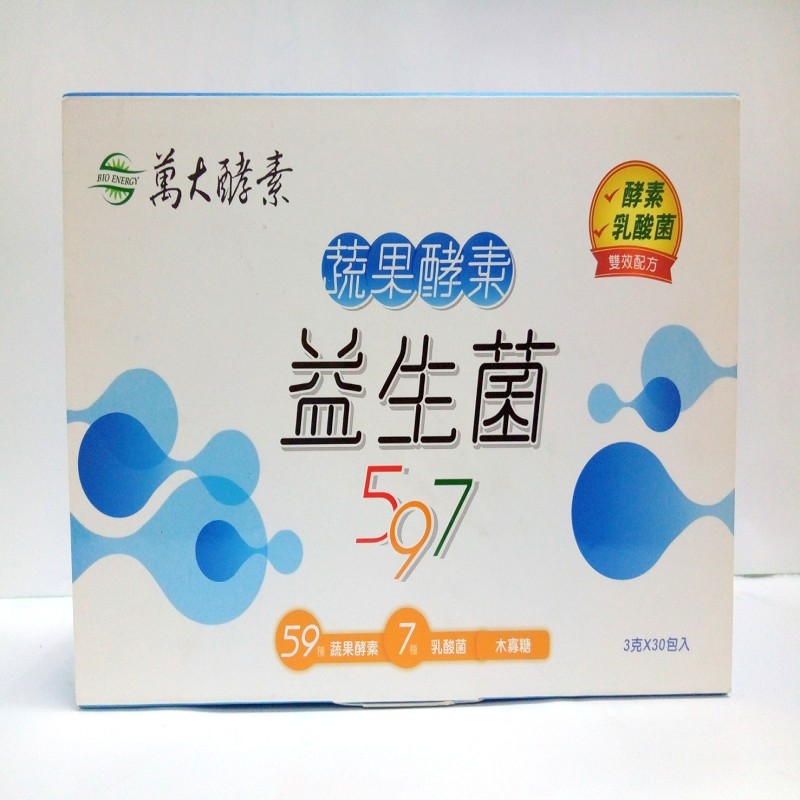 BIO ENERGY
萬大酵素
酵素
乳酸菌
雙效配方
蔬果酵素
益生菌
597
59種 蔬果酵素 7種 乳酸菌 木寡糖
3克X30包入